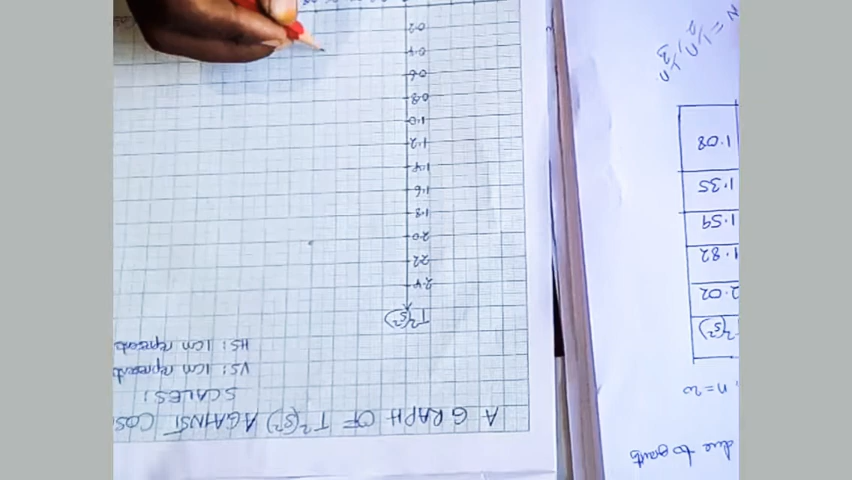 A GRAPH OF T²(s²) AGAINST COS
SCALES:
VS: 1cm represents
HS: 1cm represents
T²(s²)
2.4
2.2
2.0
1.8
1.6
1.4
1.2
1.0
0.8
0.6
0.4
0.2
due to gravity
n = 20
T²(s²)
2.02
1.82
1.59
1.35
1.08